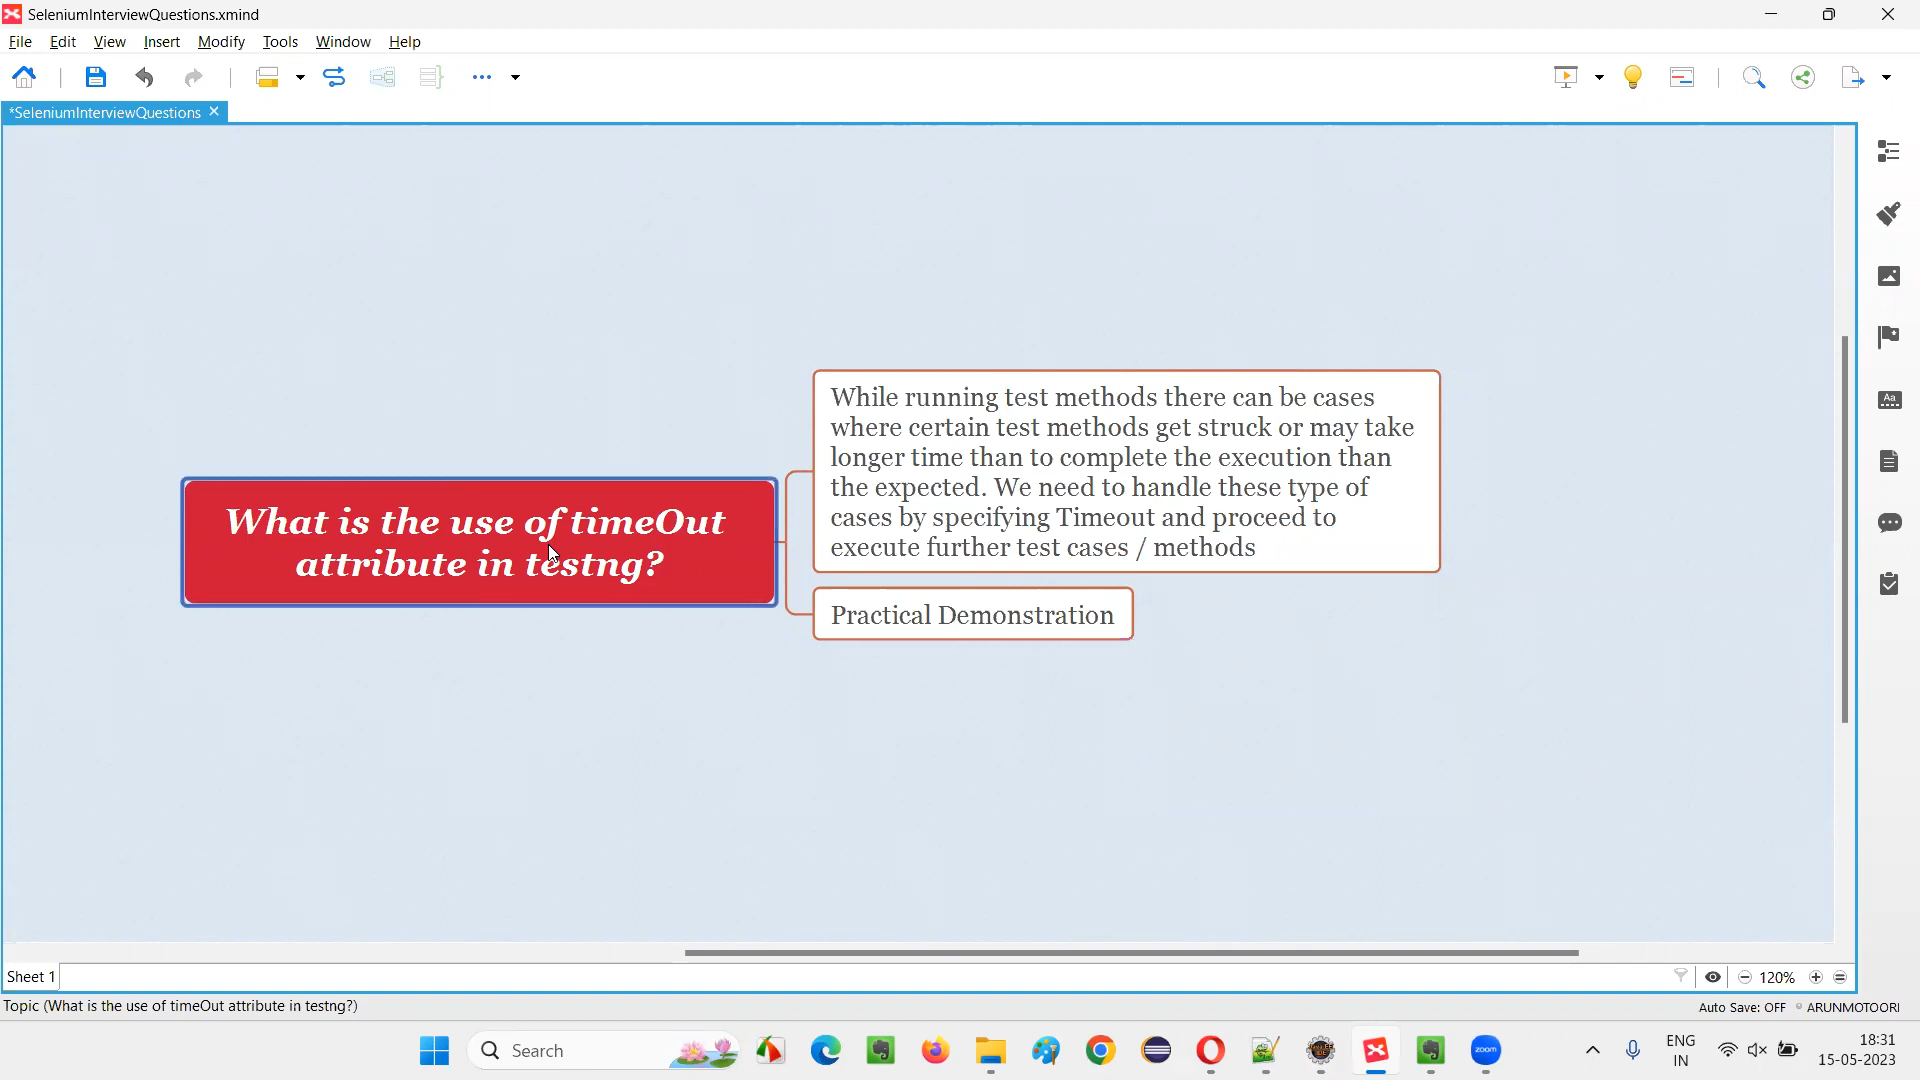 SeleniumInterviewQuestions.xmind
File Edit View Insert Modify Tools Window Help
*SeleniumInterviewQuestions
What is the use of timeOut
attribute in testng?
While running test methods there can be cases
where certain test methods get struck or may take
longer time than to complete the execution than
the expected. We need to handle these type of
cases by specifying Timeout and proceed to
execute further test cases / methods
Practical Demonstration
Aa
Sheet 1
120%
Topic (What is the use of timeOut attribute in testng?)
Auto Save: OFF ARUNMOTOORI
Search
zoom
ENG
IN
18:31
15-05-2023